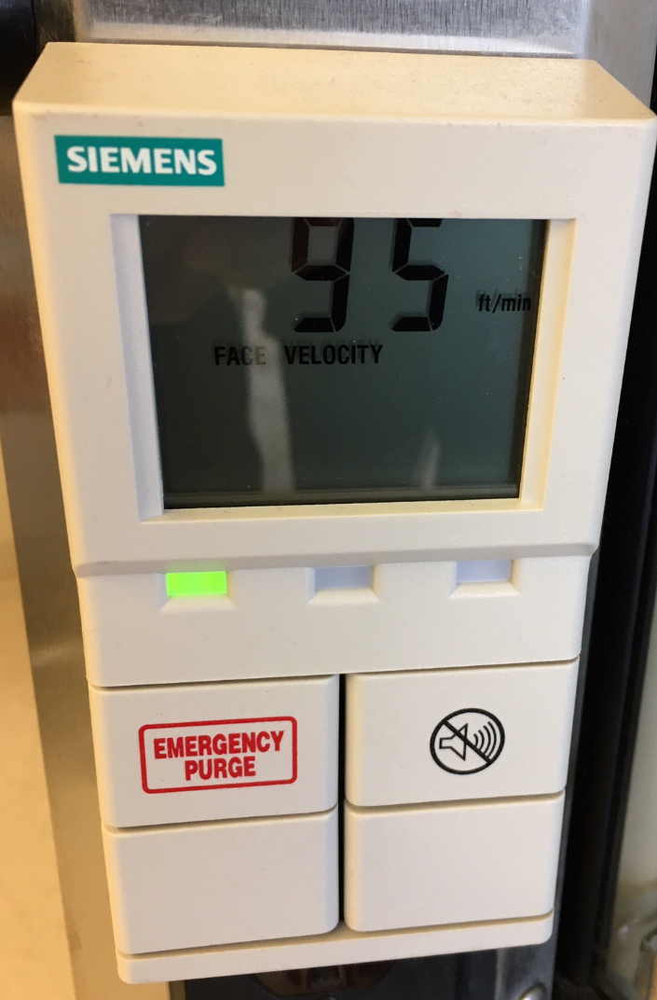 SIEMENS
95
ft/min
FACE VELOCITY
EMERGENCY
PURGE